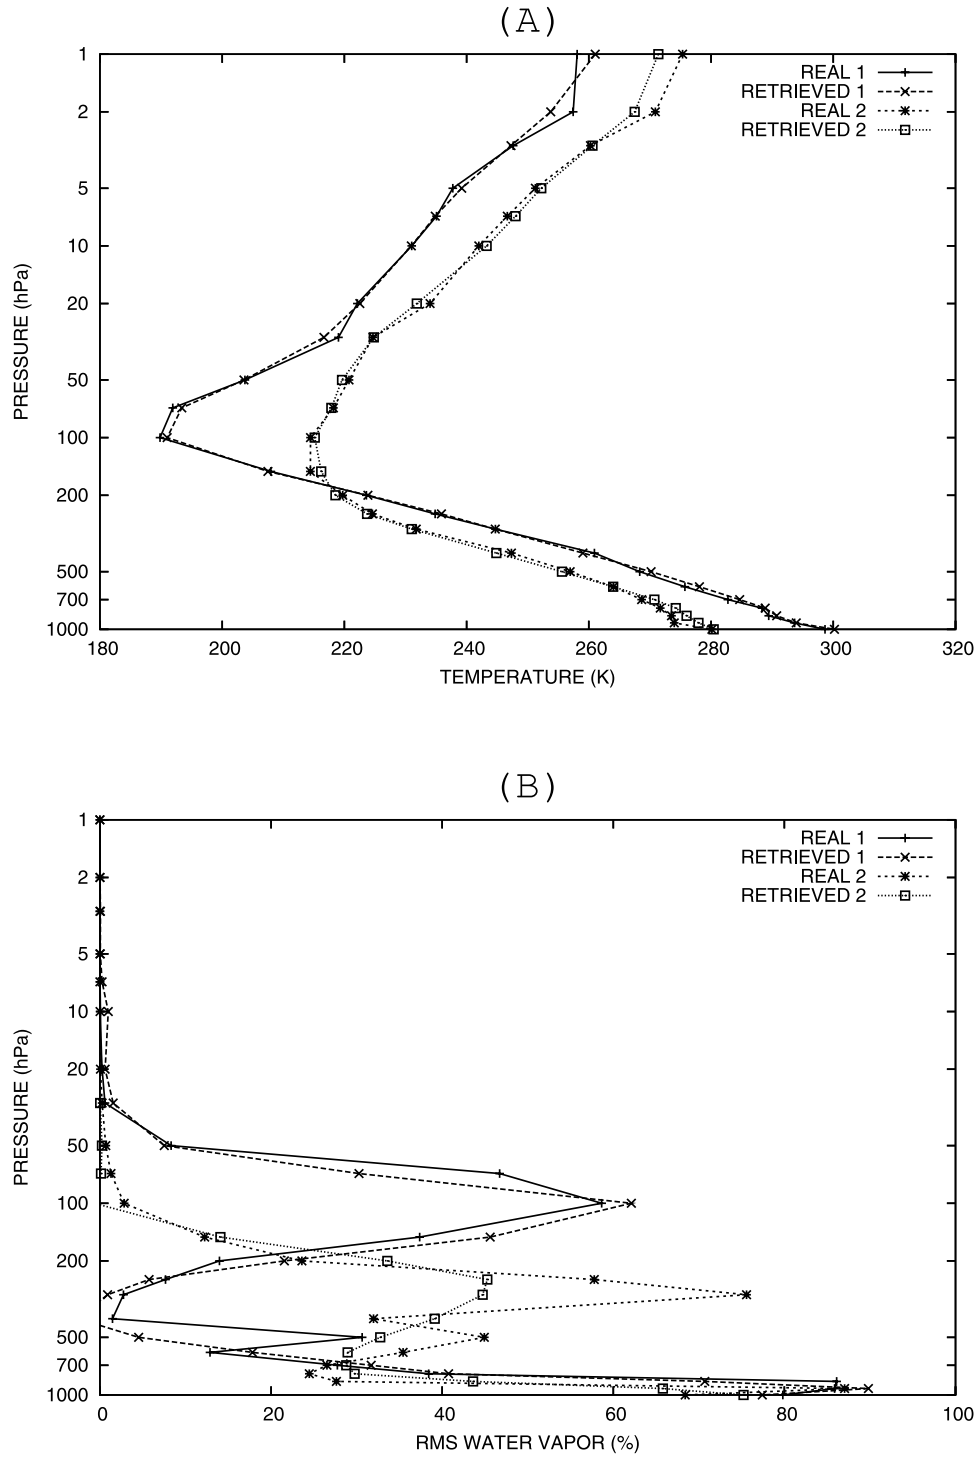 (A)
1
2
5
10
20
50
100
200
500
700
1000
PRESSURE (hPa)
REAL 1
RETRIEVED 1
REAL 2
RETRIEVED 2
180 200 220 240 260 280 300 320
TEMPERATURE (K)
(B)
1
2
5
10
20
50
100
200
500
700
1000
PRESSURE (hPa)
REAL 1
RETRIEVED 1
REAL 2
RETRIEVED 2
0 20 40 60 80 100
RMS WATER VAPOR (%)